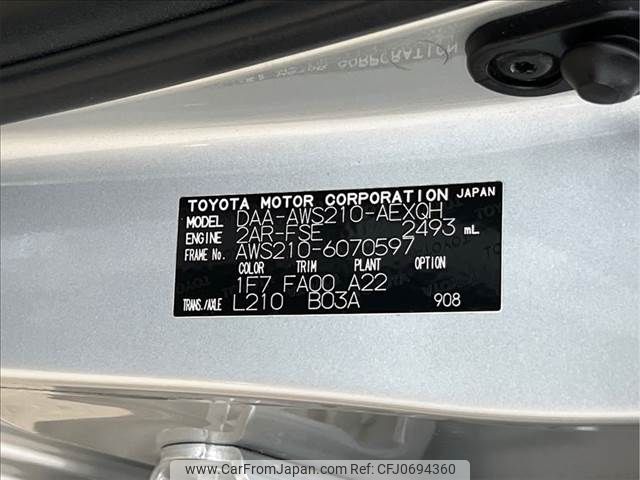 TOYOTA MOTOR CORPORATION JAPAN
MODEL DAA-AWS210-AEXQH
ENGINE 2AR-FSE 2493 mL
FRAME No. AWS210-6070597
COLOR TRIM PLANT OPTION
1F7 FA00 A22
TRANS./AXLE L210 B03A 908
www.CarFromJapan.com|Ref.No:CFJ0694360